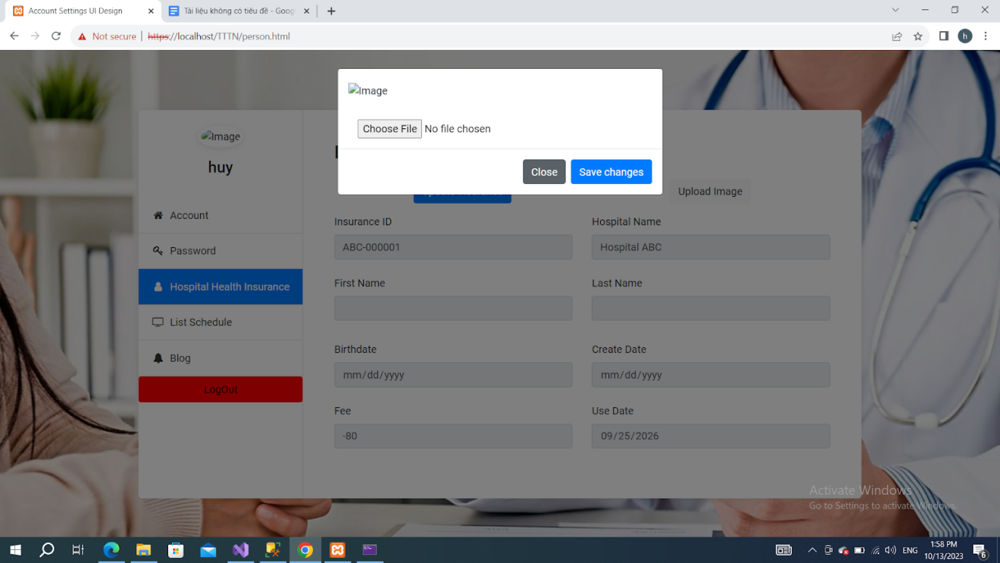 Account Settings UI Design
Tài liệu không có tiêu đề - Goog
Not secure | https://localhost/TTTN/person.html
h
Image
Choose File No file chosen
Close
Save changes
Image
huy
Upload Image
Account
Password
Hospital Health Insurance
List Schedule
Blog
LogOut
Insurance ID
Hospital Name
ABC-000001
Hospital ABC
First Name
Last Name
Birthdate
Create Date
mm/dd/yyyy
mm/dd/yyyy
Fee
Use Date
-80
09/25/2026
Activate Windows
Go to Settings to activate Windows.
ENG
1:58 PM
10/13/2023
6